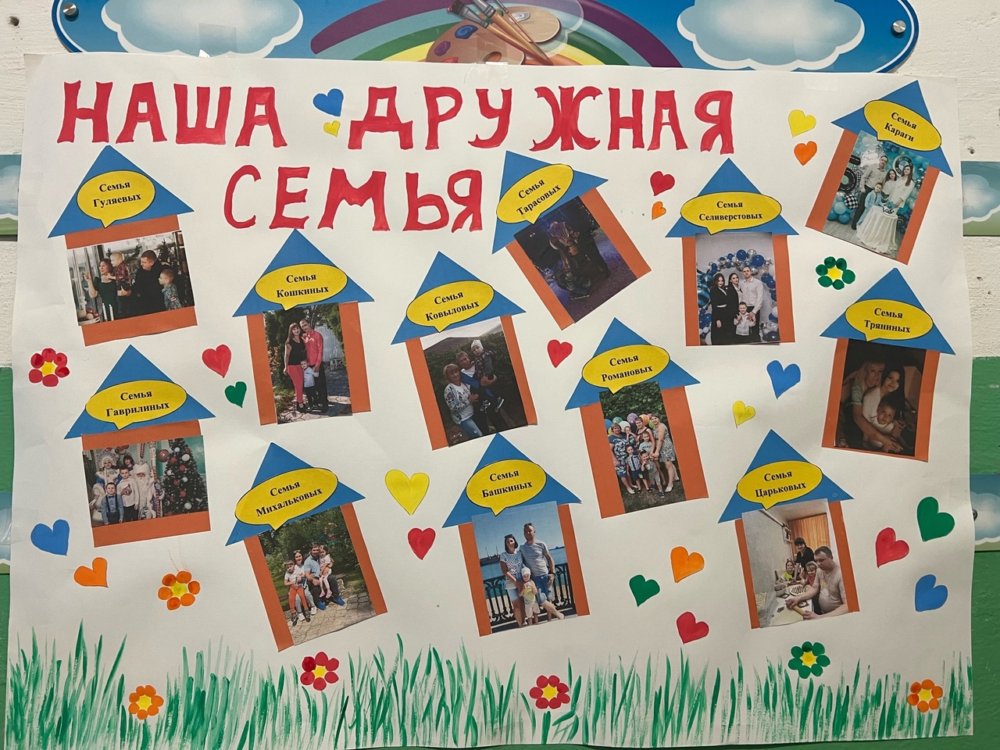 НАША ДРУЖНАЯ
СЕМЬЯ
Семья
Гуляевых
Семья
Кошкиных
Семья
Ковыловых
Семья
Тарасовых
Семья
Селиверстовых
Семья
Караги
Семья
Гаврилиных
Семья
Михальковых
Семья
Башкиных
Семья
Романовых
Семья
Царьковых
Семья
Тряниных